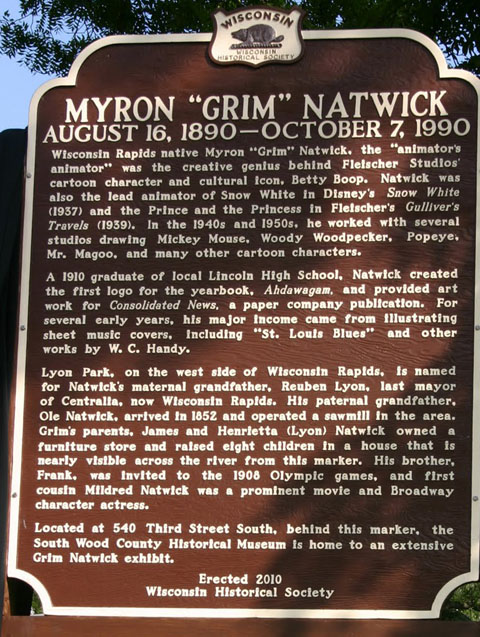 WISCONSIN
WISCONSIN
HISTORICAL SOCIETY
MYRON "GRIM" NATWICK
AUGUST 16, 1890—OCTOBER 7, 1990
Wisconsin Rapids native Myron "Grim" Natwick, the "animator's
animator" was the creative genius behind Fleischer Studios'
cartoon character and cultural icon, Betty Boop. Natwick was
also the lead animator of Snow White in Disney's Snow White
(1937) and the Prince and the Princess in Fleischer's Gulliver's
Travels (1939). In the 1940s and 1950s, he worked with several
studios drawing Mickey Mouse, Woody Woodpecker, Popeye,
Mr. Magoo, and many other cartoon characters.
A 1910 graduate of local Lincoln High School, Natwick created
the first logo for the yearbook, Ahdawagam, and provided art
work for Consolidated News, a paper company publication. For
several early years, his major income came from illustrating
sheet music covers, including "St. Louis Blues" and other
works by W. C. Handy.
Lyon Park, on the west side of Wisconsin Rapids, is named
for Natwick's maternal grandfather, Reuben Lyon, last mayor
of Centralia, now Wisconsin Rapids. His paternal grandfather,
Ole Natwick, arrived in 1852 and operated a sawmill in the area.
Grim's parents, James and Henrietta (Lyon) Natwick owned a
furniture store and raised eight children in a house that is
nearly visible across the river from this marker. His brother,
Frank, was invited to the 1908 Olympic games, and first
cousin Mildred Natwick was a prominent movie and Broadway
character actress.
Located at 540 Third Street South, behind this marker, the
South Wood County Historical Museum is home to an extensive
Grim Natwick exhibit.
Erected 2010
Wisconsin Historical Society